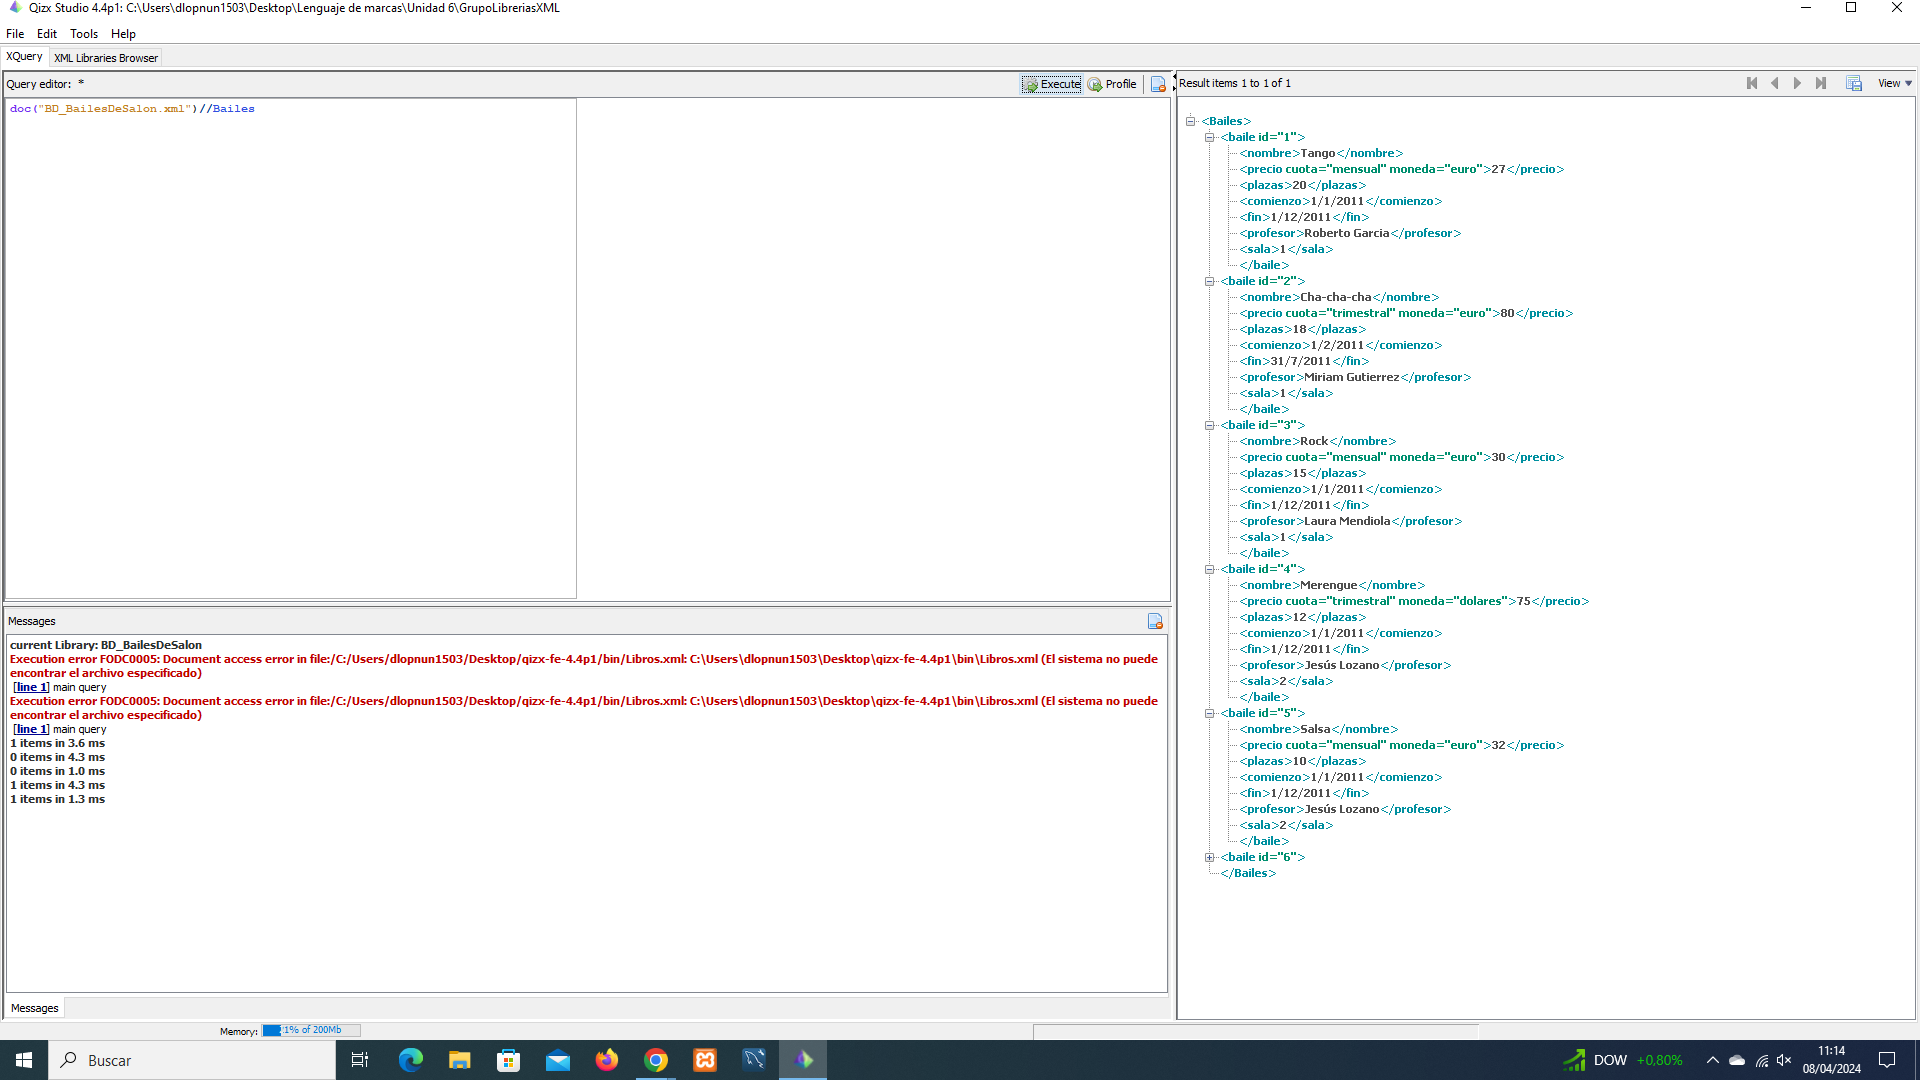 Qizx Studio 4.4p1: C:\Users\dlopnun1503\Desktop\Lenguaje de marcas\Unidad 6\GrupoLibreriasXML
File Edit Tools Help
XQuery XML Libraries Browser
Query editor: * Execute Profile
doc("BD_BailesDeSalon.xml")//Bailes
Messages
current Library: BD_BailesDeSalon
Execution error FODC0005: Document access error in file:/C:/Users/dlopnun1503/Desktop/qizx-fe-4.4p1/bin/Libros.xml: C:\Users\dlopnun1503\Desktop\qizx-fe-4.4p1\bin\Libros.xml (El sistema no puede
encontrar el archivo especificado)
[line 1] main query
Execution error FODC0005: Document access error in file:/C:/Users/dlopnun1503/Desktop/qizx-fe-4.4p1/bin/Libros.xml: C:\Users\dlopnun1503\Desktop\qizx-fe-4.4p1\bin\Libros.xml (El sistema no puede
encontrar el archivo especificado)
[line 1] main query
1 items in 3.6 ms
0 items in 4.3 ms
0 items in 1.0 ms
1 items in 4.3 ms
1 items in 1.3 ms
Messages
Memory: 1% of 200Mb
Result items 1 to 1 of 1 View
<Bailes>
<baile id="1">
<nombre>Tango</nombre>
<precio cuota="mensual" moneda="euro">27</precio>
<plazas>20</plazas>
<comienzo>1/1/2011</comienzo>
<fin>1/12/2011</fin>
<profesor>Roberto Garcia</profesor>
<sala>1</sala>
</baile>
<baile id="2">
<nombre>Cha-cha-cha</nombre>
<precio cuota="trimestral" moneda="euro">80</precio>
<plazas>18</plazas>
<comienzo>1/2/2011</comienzo>
<fin>31/7/2011</fin>
<profesor>Miriam Gutierrez</profesor>
<sala>1</sala>
</baile>
<baile id="3">
<nombre>Rock</nombre>
<precio cuota="mensual" moneda="euro">30</precio>
<plazas>15</plazas>
<comienzo>1/1/2011</comienzo>
<fin>1/12/2011</fin>
<profesor>Laura Mendiola</profesor>
<sala>1</sala>
</baile>
<baile id="4">
<nombre>Merengue</nombre>
<precio cuota="trimestral" moneda="dolares">75</precio>
<plazas>12</plazas>
<comienzo>1/1/2011</comienzo>
<fin>1/12/2011</fin>
<profesor>Jesús Lozano</profesor>
<sala>2</sala>
</baile>
<baile id="5">
<nombre>Salsa</nombre>
<precio cuota="mensual" moneda="euro">32</precio>
<plazas>10</plazas>
<comienzo>1/1/2011</comienzo>
<fin>1/12/2011</fin>
<profesor>Jesús Lozano</profesor>
<sala>2</sala>
</baile>
<baile id="6">
</Bailes>
Buscar
DOW +0,80%
11:14
08/04/2024